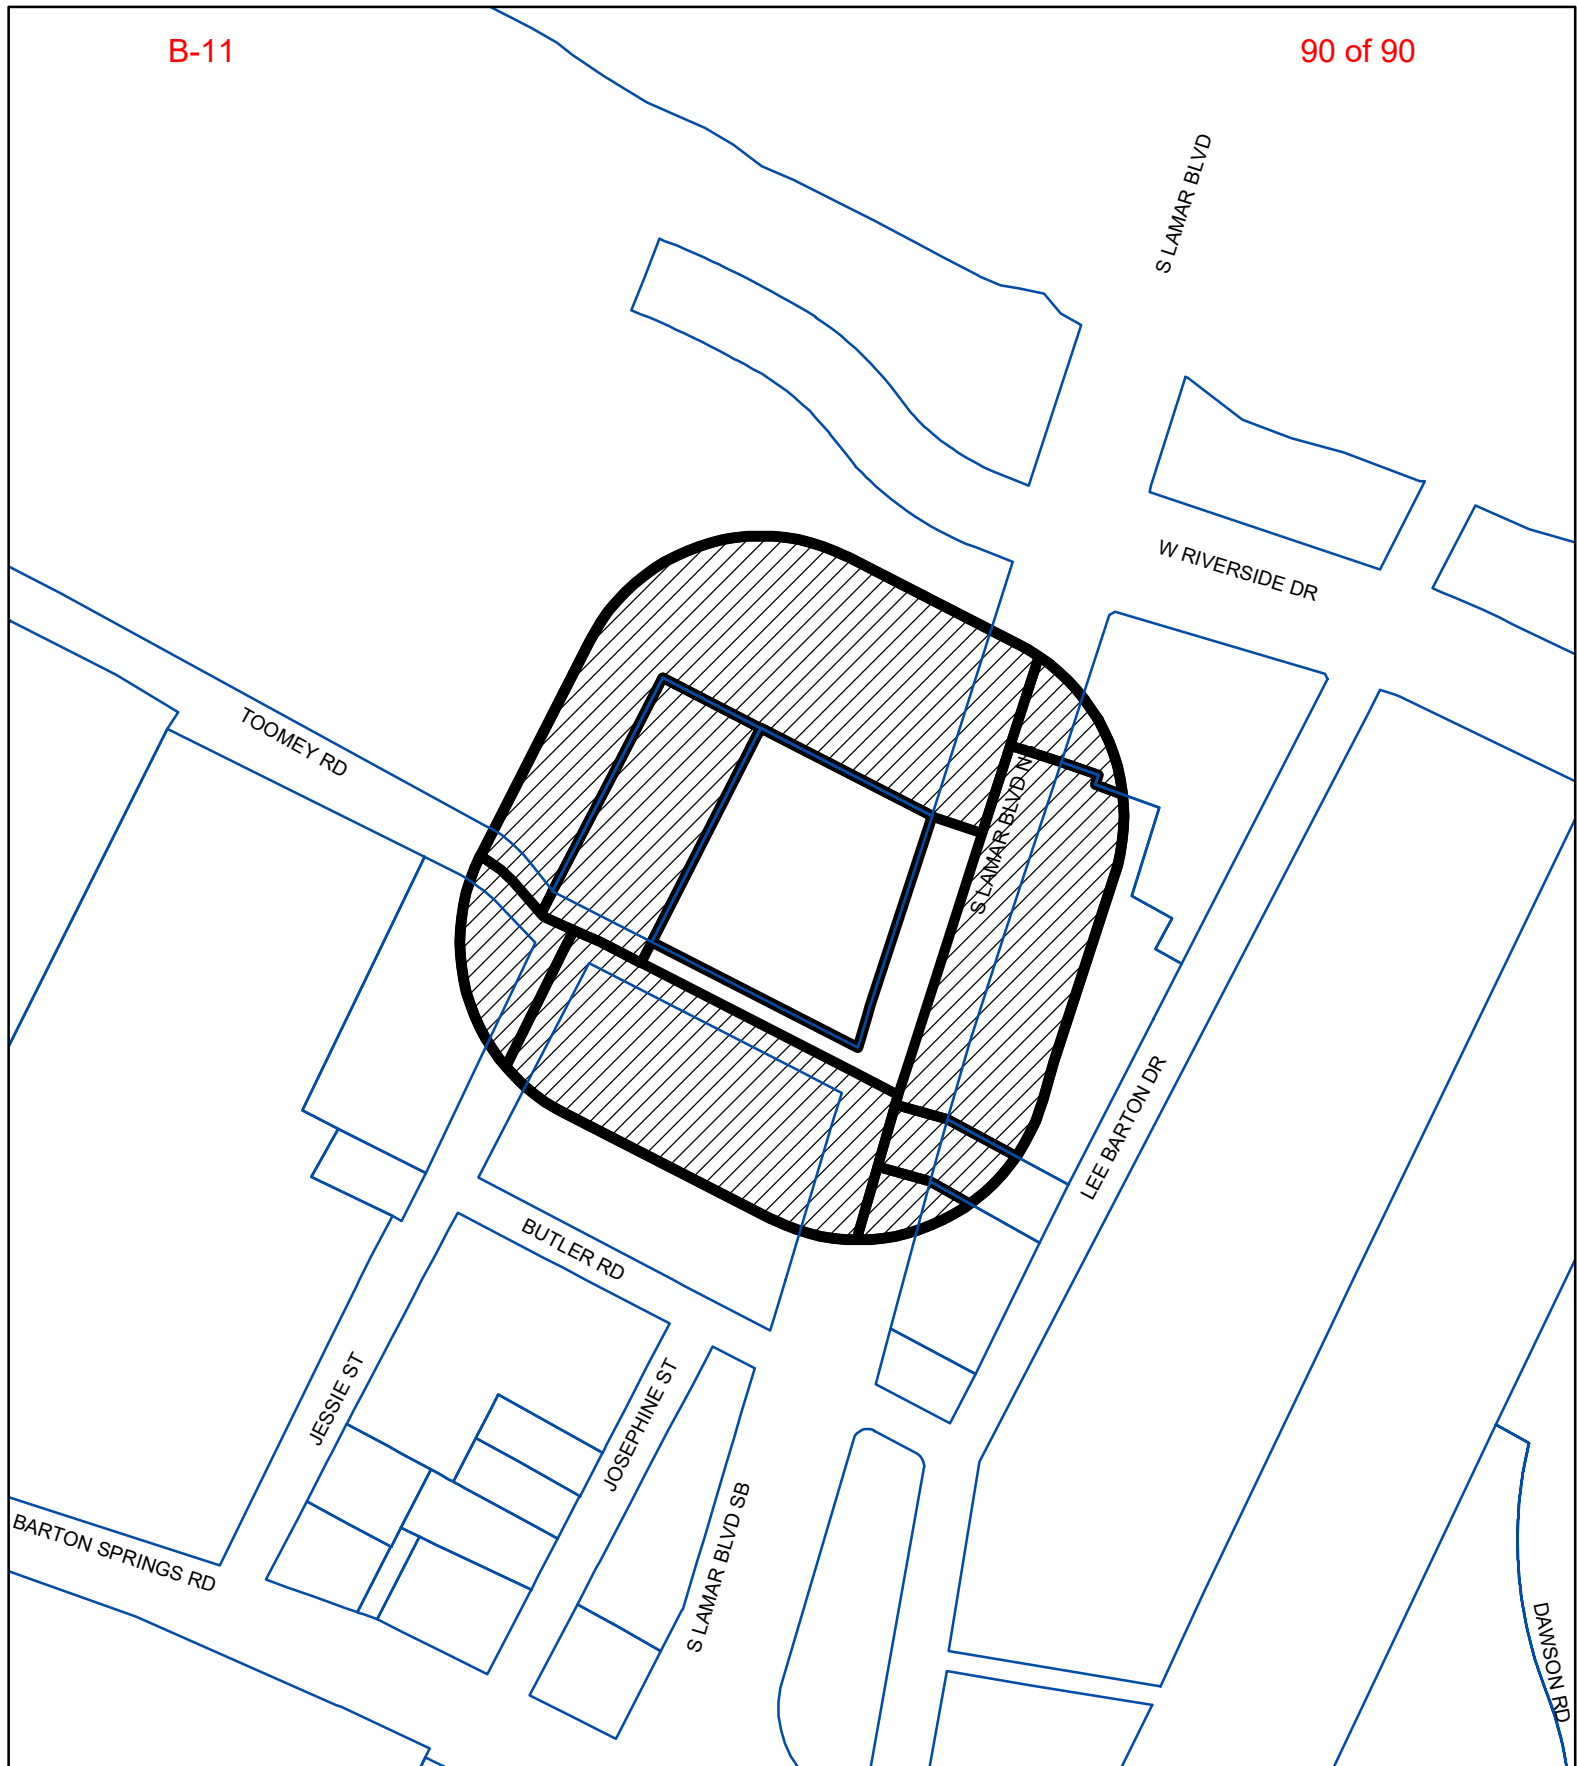 B-11
90 of 90
S LAMAR BLVD
W RIVERSIDE DR
TOOMEY RD
S LAMAR BLVD N
LEE BARTON DR
BUTLER RD
JESSIE ST
JOSEPHINE ST
S LAMAR BLVD SB
BARTON SPRINGS RD
DAWSON RD